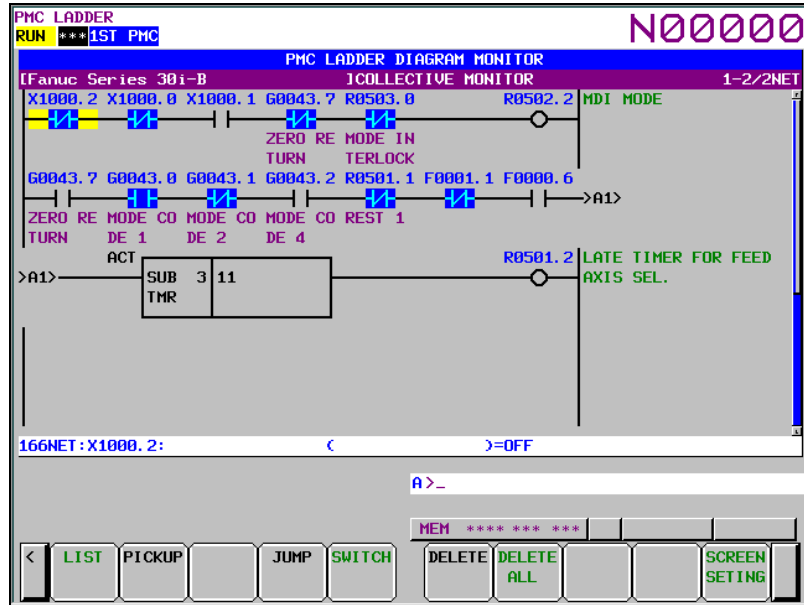 PMC LADDER
RUN ***1ST PMC
N00000
PMC LADDER DIAGRAM MONITOR
[Fanuc Series 30i-B ]COLLECTIVE MONITOR 1-2/2NET
X1000.2 X1000.0 X1000.1 G0043.7 R0503.0 R0502.2 MDI MODE
ZERO RE MODE IN
TURN TERLOCK
G0043.7 G0043.0 G0043.1 G0043.2 R0501.1 F0001.1 F0000.6
>A1>
ZERO RE MODE CO MODE CO MODE CO REST 1
TURN DE 1 DE 2 DE 4
ACT R0501.2 LATE TIMER FOR FEED
>A1> SUB 3 11 AXIS SEL.
TMR
166NET:X1000.2: ( )=OFF
A>_
MEM **** *** ***
< LIST PICKUP JUMP SWITCH DELETE DELETE SCREEN
ALL SETING